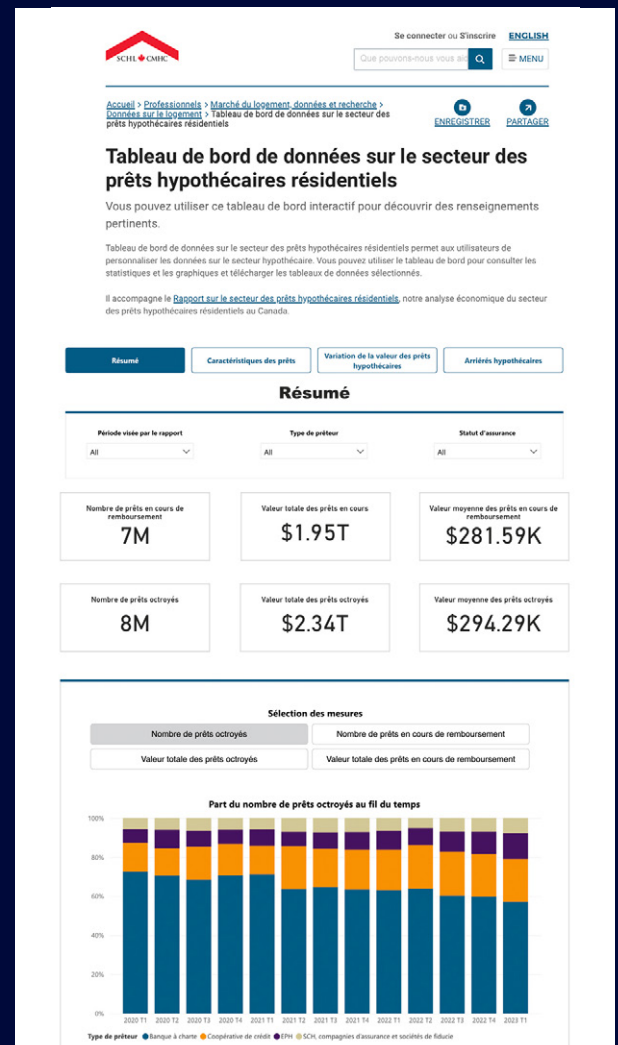 Se connecter ou S'inscrire ENGLISH
SCHL CMHC
Que pouvons-nous vous aid
MENU
Accueil > Professionnels > Marché du logement, données et recherche >
Données sur le logement > Tableau de bord de données sur le secteur des
prêts hypothécaires résidentiels
ENREGISTRER PARTAGER
Tableau de bord de données sur le secteur des
prêts hypothécaires résidentiels
Vous pouvez utiliser ce tableau de bord interactif pour découvrir des renseignements
pertinents.
Tableau de bord de données sur le secteur des prêts hypothécaires résidentiels permet aux utilisateurs de
personnaliser les données sur le secteur hypothécaire. Vous pouvez utiliser le tableau de bord pour consulter les
statistiques et les graphiques et télécharger les tableaux de données sélectionnés.
Il accompagne le Rapport sur le secteur des prêts hypothécaires résidentiels, notre analyse économique du secteur
des prêts hypothécaires résidentiels au Canada.
Résumé
Caractéristiques des prêts
Variation de la valeur des prêts
hypothécaires
Arriérés hypothécaires
Résumé
Période visée par le rapport
All
Type de prêteur
All
Statut d'assurance
All
Nombre de prêts en cours de
remboursement
7M
Valeur totale des prêts en cours
$1.95T
Valeur moyenne des prêts en cours de
remboursement
$281.59K
Nombre de prêts octroyés
8M
Valeur totale des prêts octroyés
$2.34T
Valeur moyenne des prêts octroyés
$294.29K
Sélection des mesures
Nombre de prêts octroyés
Nombre de prêts en cours de remboursement
Valeur totale des prêts octroyés
Valeur totale des prêts en cours de remboursement
Part du nombre de prêts octroyés au fil du temps
100%
80%
60%
40%
20%
0%
2020 T1 2020 T2 2020 T3 2020 T4 2021 T1 2021 T2 2021 T3 2021 T4 2022 T1 2022 T2 2022 T3 2022 T4 2023 T1
Type de prêteur Banque à charte Coopérative de crédit EPH SCH, compagnies d'assurance et sociétés de fiducie